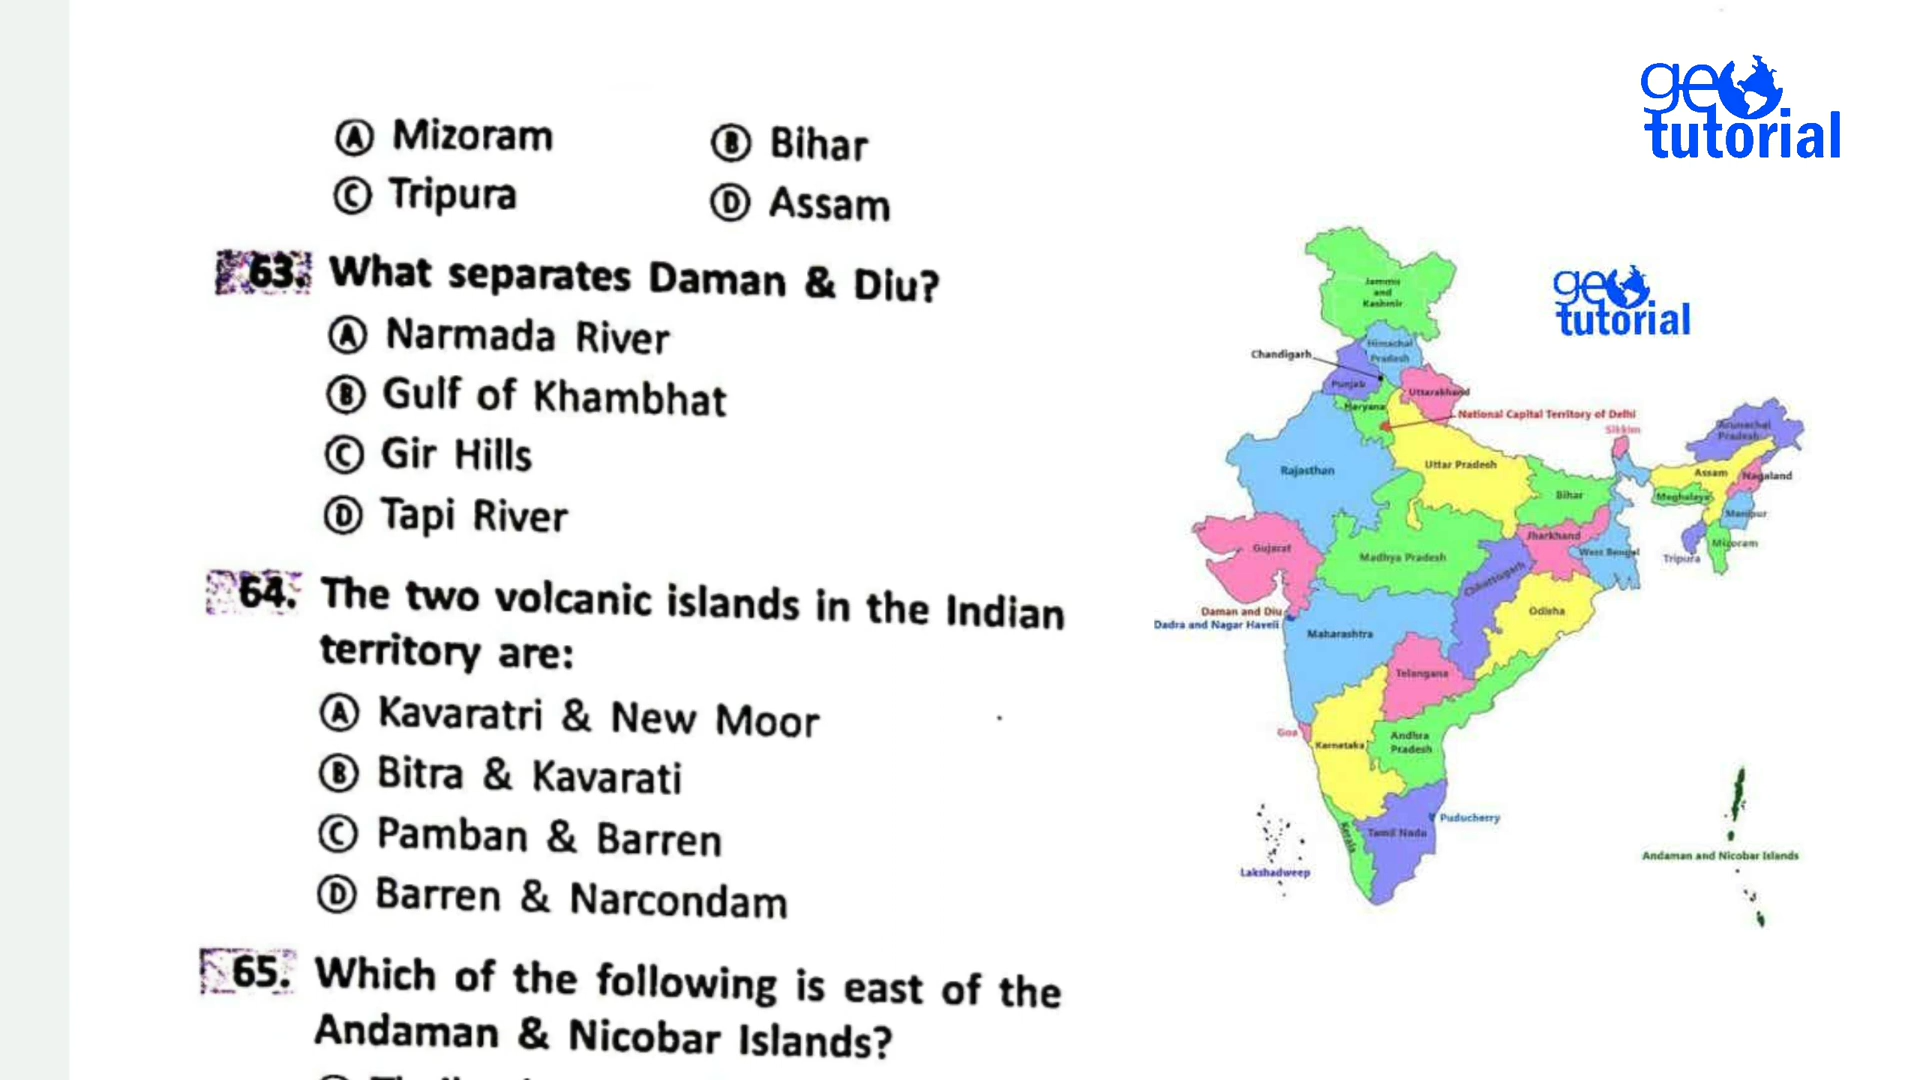 geo
tutorial
Ⓐ Mizoram Ⓑ Bihar
Ⓒ Tripura Ⓓ Assam
63. What separates Daman & Diu?
Ⓐ Narmada River
Ⓑ Gulf of Khambhat
Ⓒ Gir Hills
Ⓓ Tapi River
64. The two volcanic islands in the Indian
territory are:
Ⓐ Kavaratri & New Moor
Ⓑ Bitra & Kavarati
Ⓒ Pamban & Barren
Ⓓ Barren & Narcondam
65. Which of the following is east of the
Andaman & Nicobar Islands?
geo
tutorial
Jammu
and
Kashmir
Himachal
Pradesh
Chandigarh
Punjab
Uttarakhand
Haryana
National Capital Territory of Delhi
Sikkim
Arunachal
Pradesh
Rajasthan
Uttar Pradesh
Assam
Nagaland
Bihar
Meghalaya
Manipur
Gujarat
Madhya Pradesh
Jharkhand
West Bengal
Tripura
Mizoram
Chhattisgarh
Daman and Diu
Dadra and Nagar Haveli
Maharashtra
Odisha
Telangana
Goa
Karnataka
Andhra
Pradesh
Puducherry
Tamil Nadu
Kerala
Lakshadweep
Andaman and Nicobar Islands